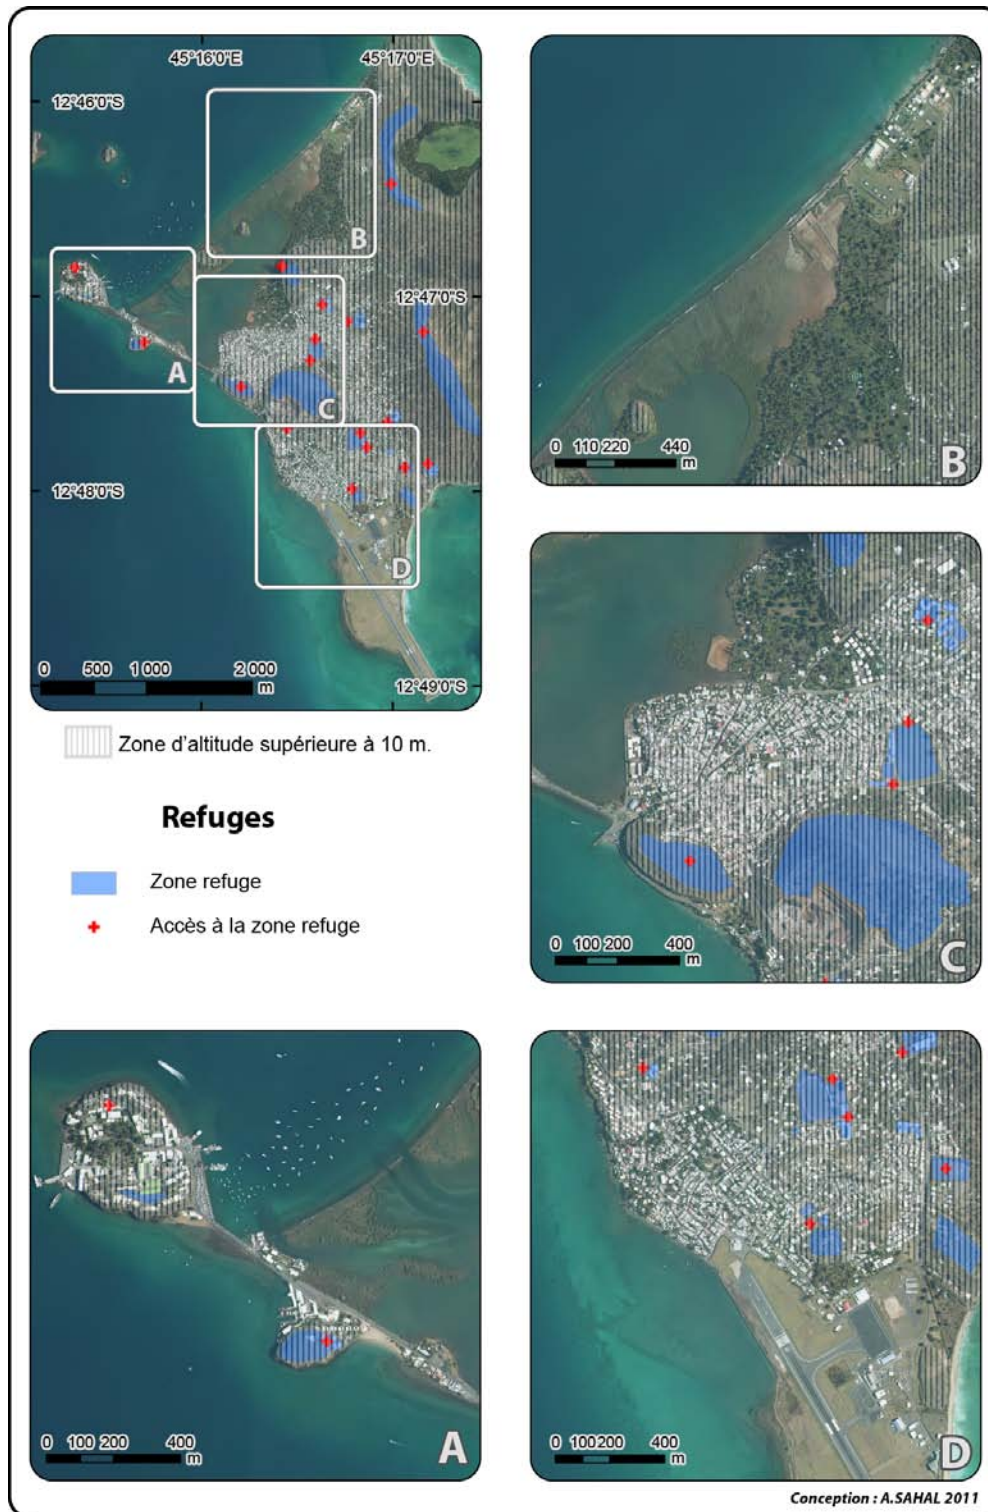 45°16'0"E 45°17'0"E
12°46'0"S
B
12°47'0"S
A
C
12°48'0"S
D
0 500 1 000 2 000
m
12°49'0"S
0 110 220 440
m
B
Zone d'altitude supérieure à 10 m.
Refuges
Zone refuge
Accès à la zone refuge
0 100 200 400
m
C
0 100 200 400
m
A
0 100 200 400
m
D
Conception : A.SAHAL 2011